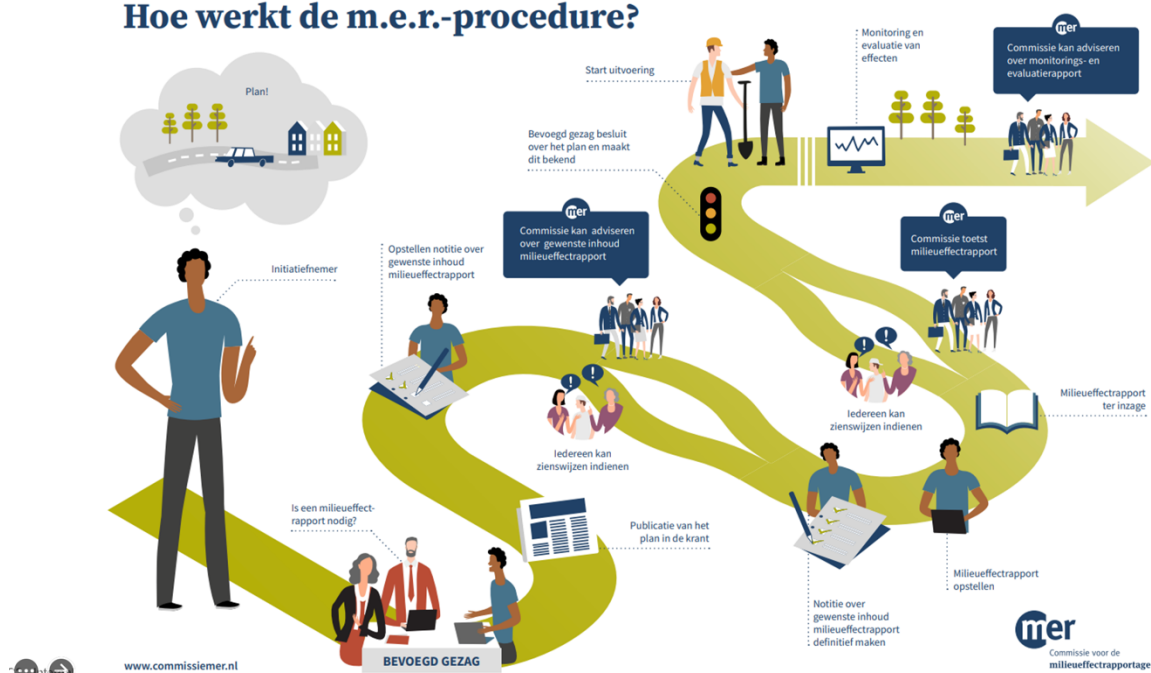 Hoe werkt de m.e.r.-procedure?
Plan!
Initiatiefnemer
Is een milieueffect-
rapport nodig?
BEVOEGD GEZAG
Publicatie van het
plan in de krant
Opstellen notitie over
gewenste inhoud
milieueffectrapport
mer
Commissie kan adviseren
over gewenste inhoud
milieueffectrapport
Iedereen kan
zienswijzen indienen
Notitie over
gewenste inhoud
milieueffectrapport
definitief maken
Milieueffectrapport
opstellen
Milieueffectrapport
ter inzage
mer
Commissie toetst
milieueffectrapport
Iedereen kan
zienswijzen indienen
Bevoegd gezag besluit
over het plan en maakt
dit bekend
Start uitvoering
Monitoring en
evaluatie van
effecten
mer
Commissie kan adviseren
over monitorings- en
evaluatierapport
www.commissiemer.nl
mer
Commissie voor de
milieueffectrapportage